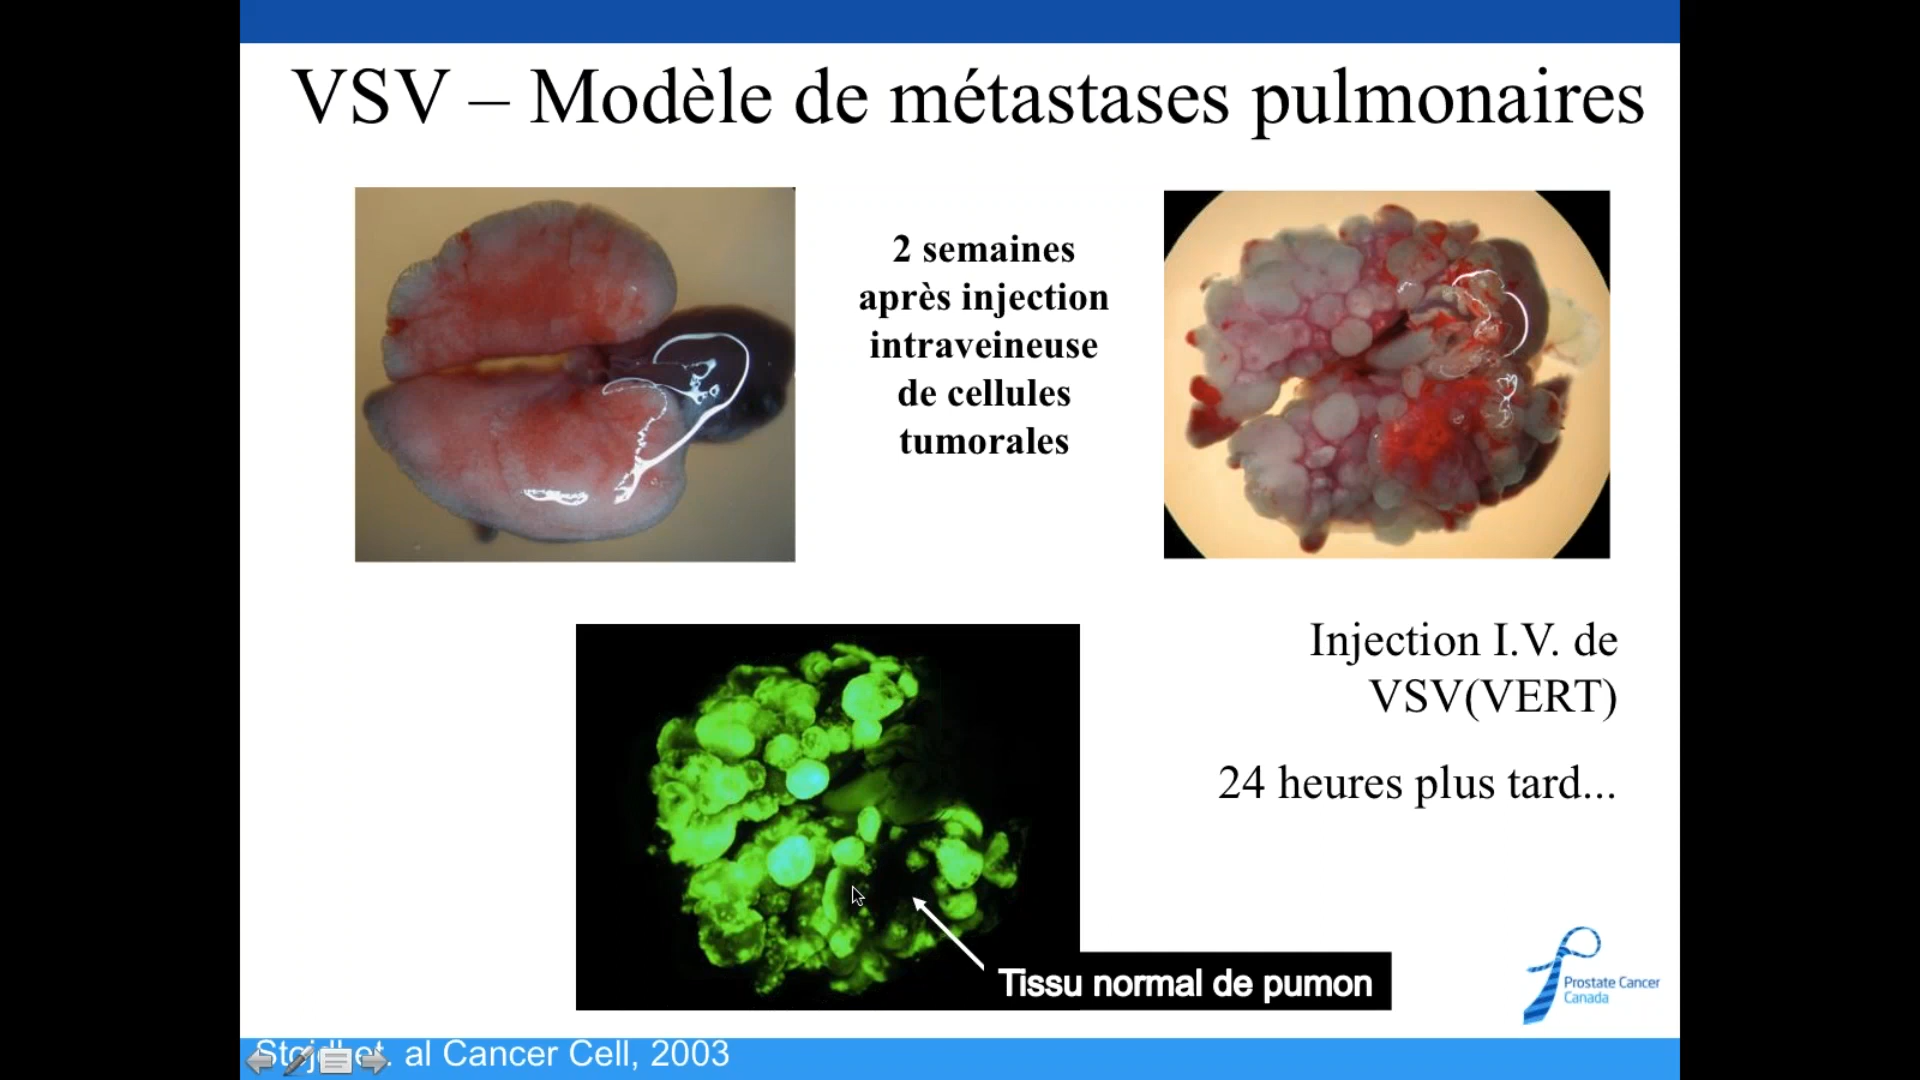 VSV – Modèle de métastases pulmonaires
2 semaines
après injection
intraveineuse
de cellules
tumorales
Injection I.V. de
VSV(VERT)
24 heures plus tard...
Tissu normal de pumon
Prostate Cancer
Canada
al Cancer Cell, 2003